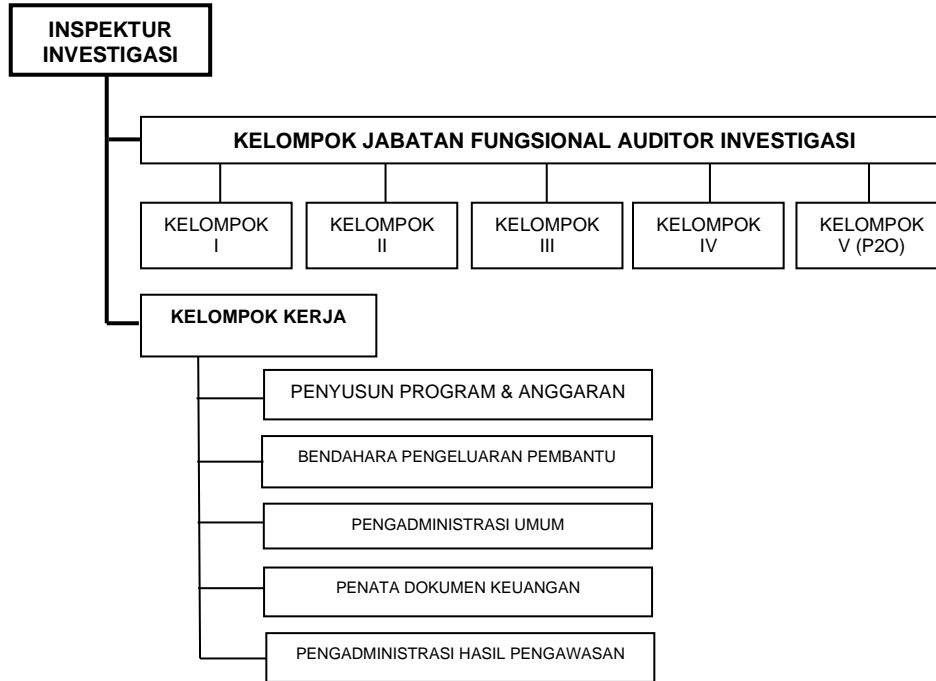 INSPEKTUR
INVESTIGASI
KELOMPOK JABATAN FUNGSIONAL AUDITOR INVESTIGASI
KELOMPOK
I
KELOMPOK
II
KELOMPOK
III
KELOMPOK
IV
KELOMPOK
V (P2O)
KELOMPOK KERJA
PENYUSUN PROGRAM & ANGGARAN
BENDAHARA PENGELUARAN PEMBANTU
PENGADMINISTRASI UMUM
PENATA DOKUMEN KEUANGAN
PENGADMINISTRASI HASIL PENGAWASAN